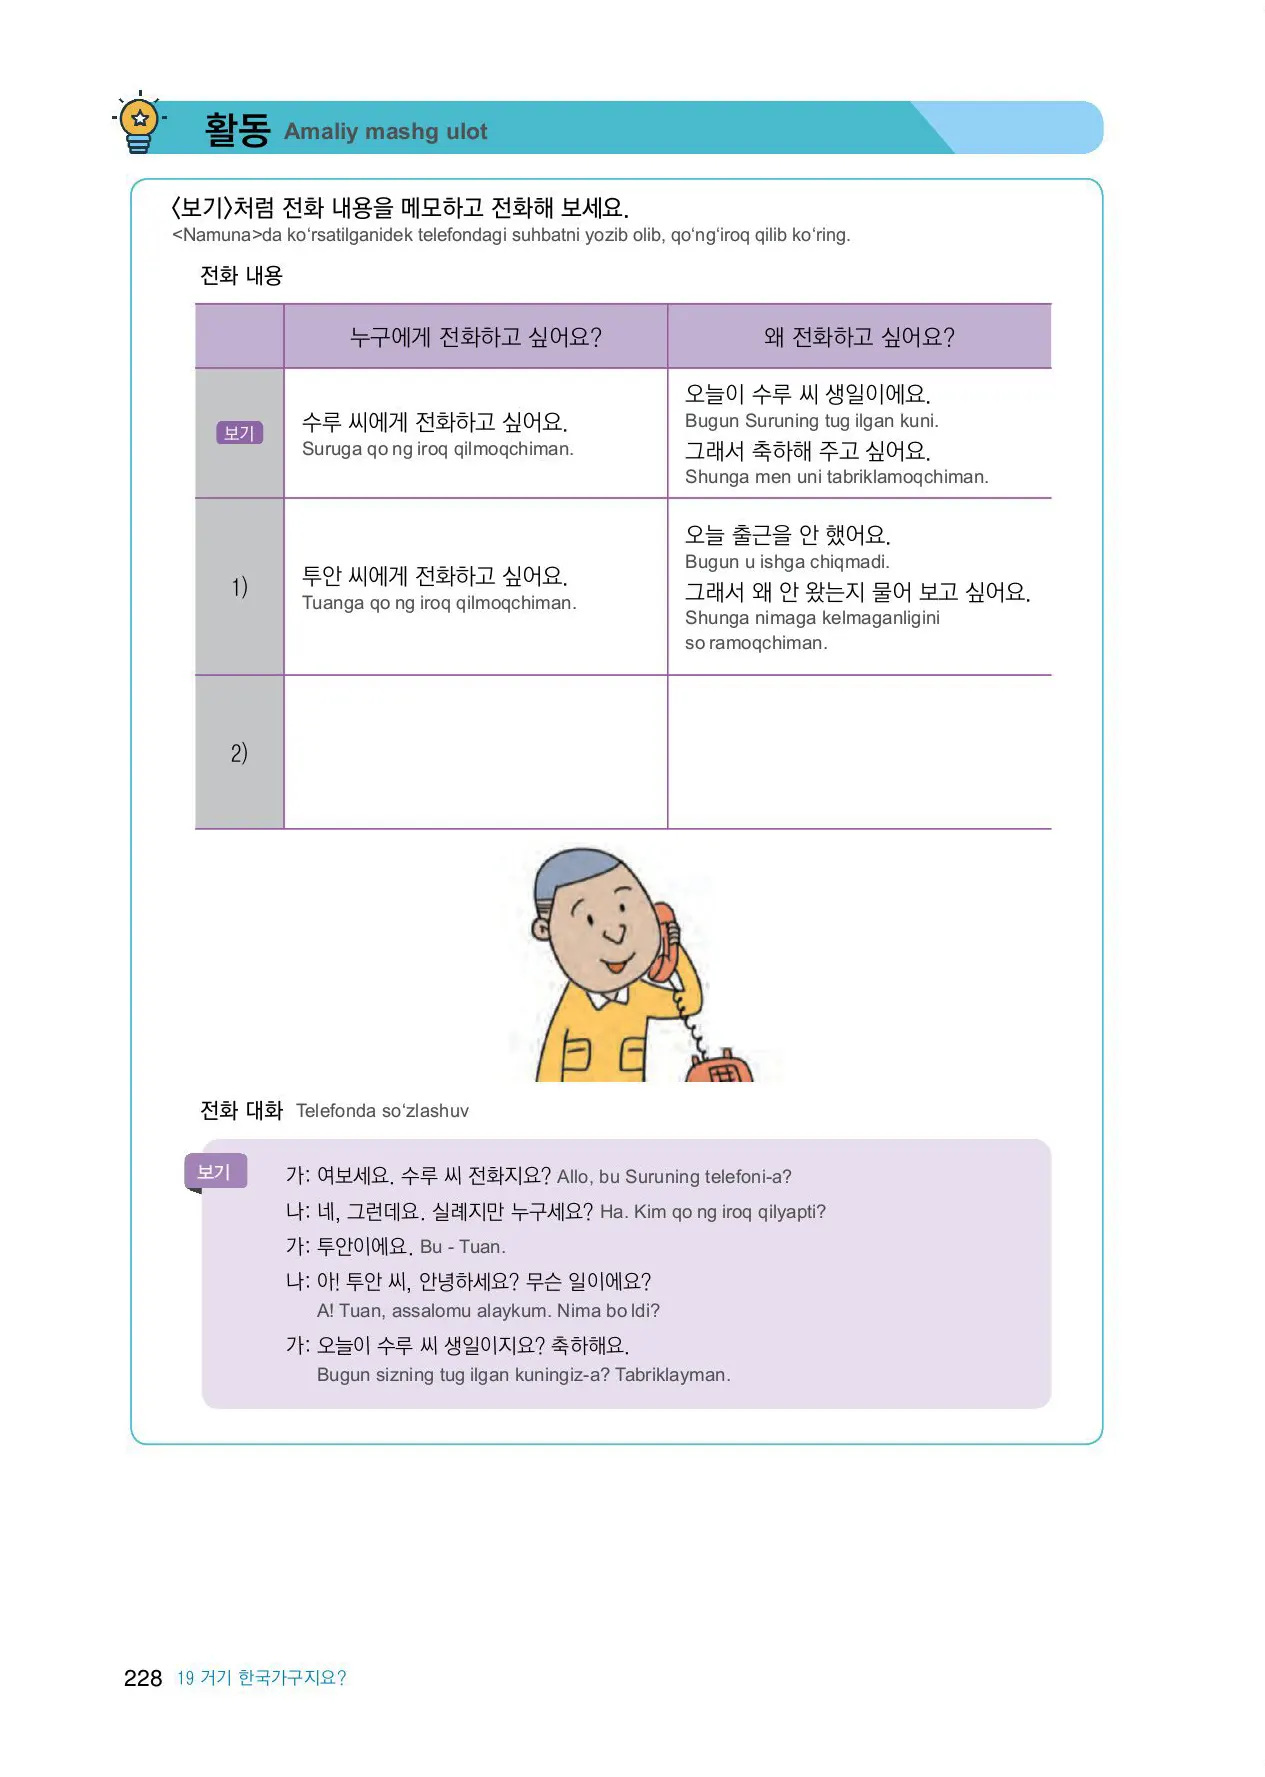 활동 Amaliy mashg ulot
<보기>처럼 전화 내용을 메모하고 전화해 보세요.
<Namuna>da ko‘rsatilganidek telefondagi suhbatni yozib olib, qo‘ng‘iroq qilib ko‘ring.
전화 내용
누구에게 전화하고 싶어요? 왜 전화하고 싶어요?
보기
수루 씨에게 전화하고 싶어요.
Suruga qo ng iroq qilmoqchiman.
오늘이 수루 씨 생일이에요.
Bugun Suruning tug ilgan kuni.
그래서 축하해 주고 싶어요.
Shunga men uni tabriklamoqchiman.
1)
투안 씨에게 전화하고 싶어요.
Tuanga qo ng iroq qilmoqchiman.
오늘 출근을 안 했어요.
Bugun u ishga chiqmadi.
그래서 왜 안 왔는지 물어 보고 싶어요.
Shunga nimaga kelmaganligini
so ramoqchiman.
2)
전화 대화 Telefonda so‘zlashuv
보기
가: 여보세요. 수루 씨 전화지요? Allo, bu Suruning telefoni-a?
나: 네, 그런데요. 실례지만 누구세요? Ha. Kim qo ng iroq qilyapti?
가: 투안이에요. Bu - Tuan.
나: 아! 투안 씨, 안녕하세요? 무슨 일이에요?
A! Tuan, assalomu alaykum. Nima bo ldi?
가: 오늘이 수루 씨 생일이지요? 축하해요.
Bugun sizning tug ilgan kuningiz-a? Tabriklayman.
228 19 거기 한국가구지요?